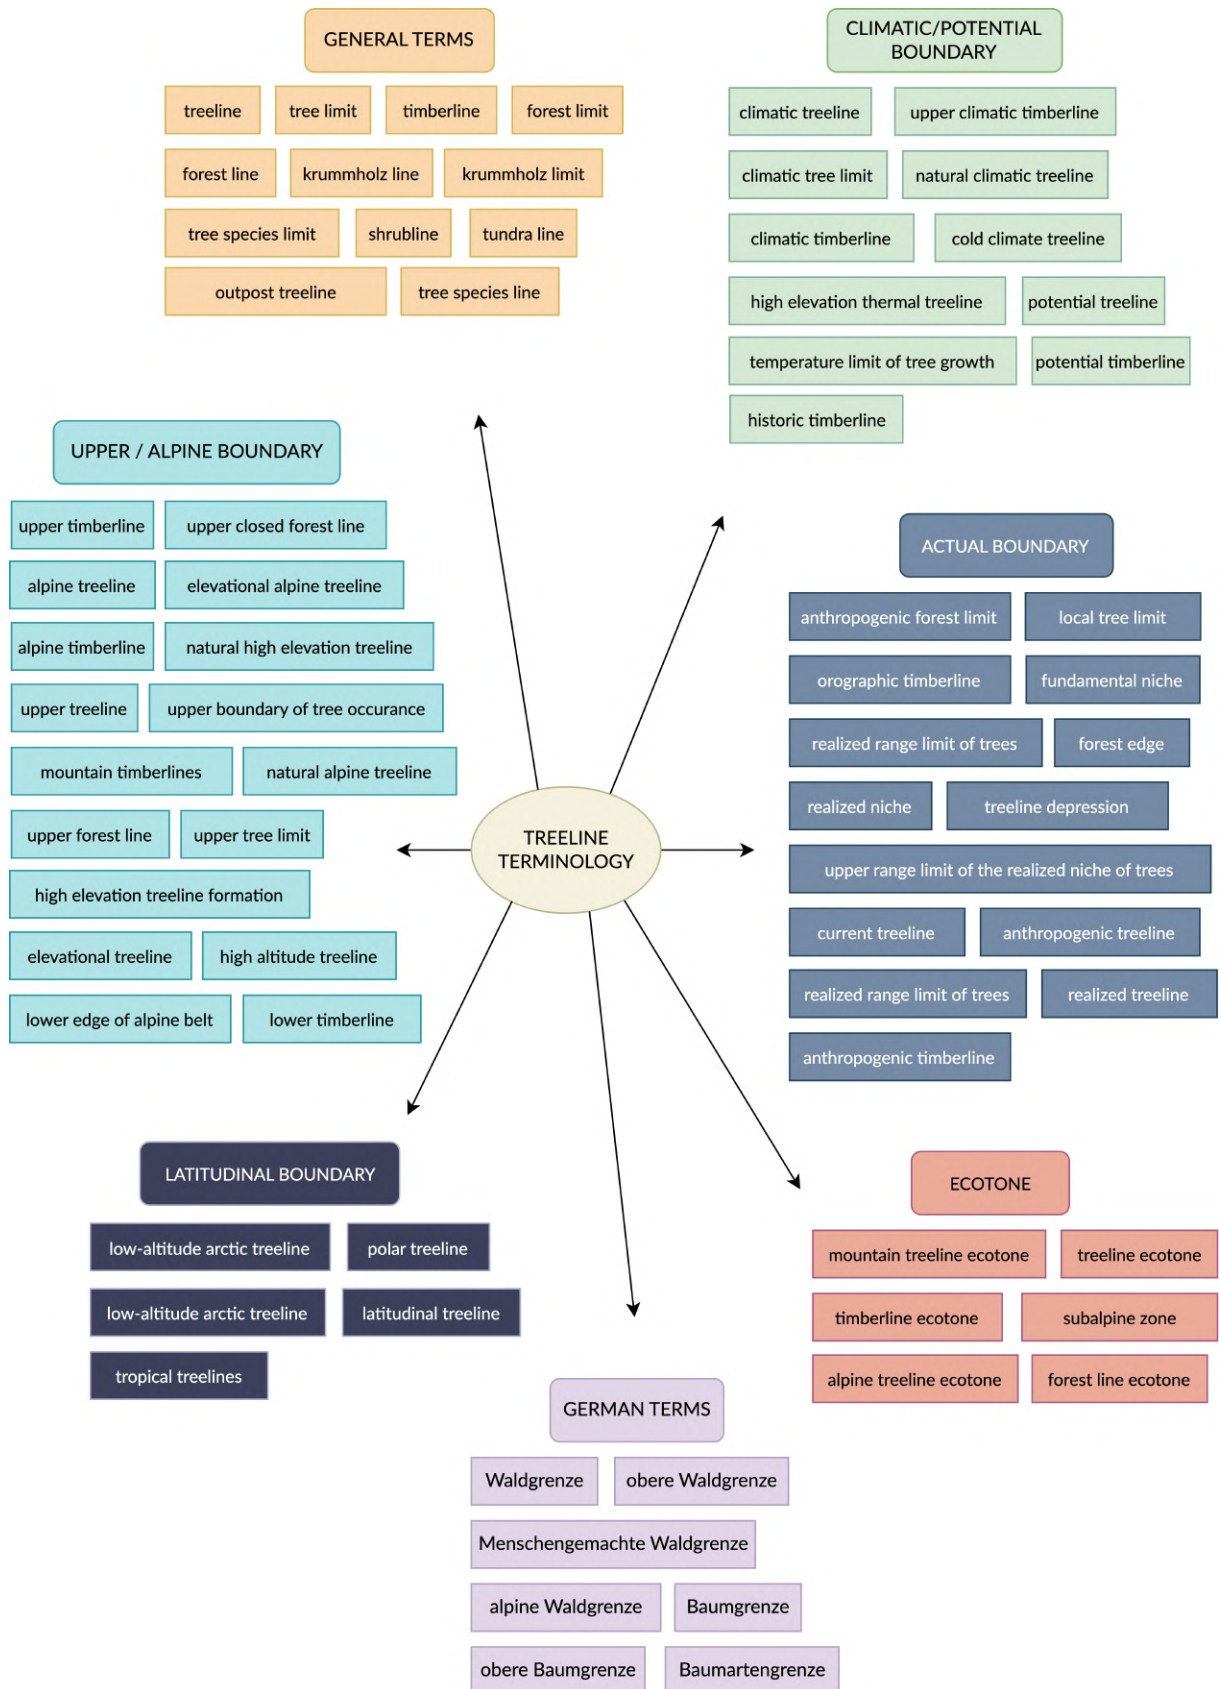 GENERAL TERMS
treeline
tree limit
timberline
forest limit
forest line
krummholz line
krummholz limit
tree species limit
shrubline
tundra line
outpost treeline
tree species line
CLIMATIC/POTENTIAL
BOUNDARY
climatic treeline
upper climatic timberline
climatic tree limit
natural climatic treeline
climatic timberline
cold climate treeline
high elevation thermal treeline
potential treeline
temperature limit of tree growth
potential timberline
historic timberline
UPPER / ALPINE BOUNDARY
upper timberline
upper closed forest line
alpine treeline
elevational alpine treeline
alpine timberline
natural high elevation treeline
upper treeline
upper boundary of tree occurance
mountain timberlines
natural alpine treeline
upper forest line
upper tree limit
high elevation treeline formation
elevational treeline
high altitude treeline
lower edge of alpine belt
lower timberline
ACTUAL BOUNDARY
anthropogenic forest limit
local tree limit
orographic timberline
fundamental niche
realized range limit of trees
forest edge
realized niche
treeline depression
upper range limit of the realized niche of trees
current treeline
anthropogenic treeline
realized range limit of trees
realized treeline
anthropogenic timberline
TREELINE
TERMINOLOGY
LATITUDINAL BOUNDARY
low-altitude arctic treeline
polar treeline
low-altitude arctic treeline
latitudinal treeline
tropical treelines
ECOTONE
mountain treeline ecotone
treeline ecotone
timberline ecotone
subalpine zone
alpine treeline ecotone
forest line ecotone
GERMAN TERMS
Waldgrenze
obere Waldgrenze
Menschengemachte Waldgrenze
alpine Waldgrenze
Baumgrenze
obere Baumgrenze
Baumartengrenze